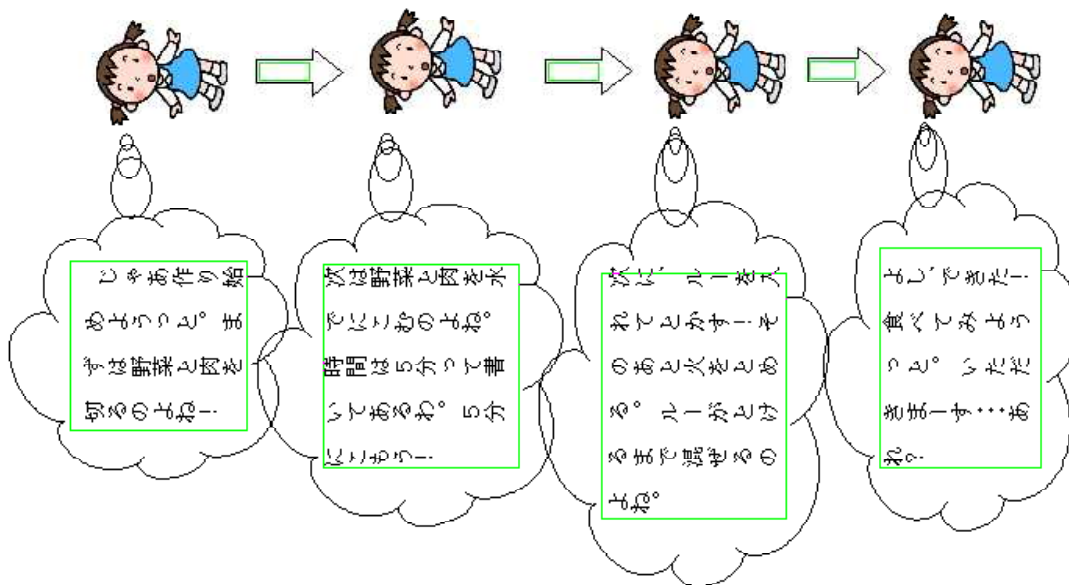 じゃあ作り始
めようっと。ま
ずは野菜と肉を
切るのよね!
次は野菜と肉を水
でにこむのよね。
時間は5分って書
いてあるわ。5分
にこもう!
次に、ルーを入
れてとかす!そ
のあと火をとめ
る。ルーがとけ
るまで混ぜるの
よね。
よし、できた!
食べてみよう
っと。いただ
きまーす・・・あ
れ?